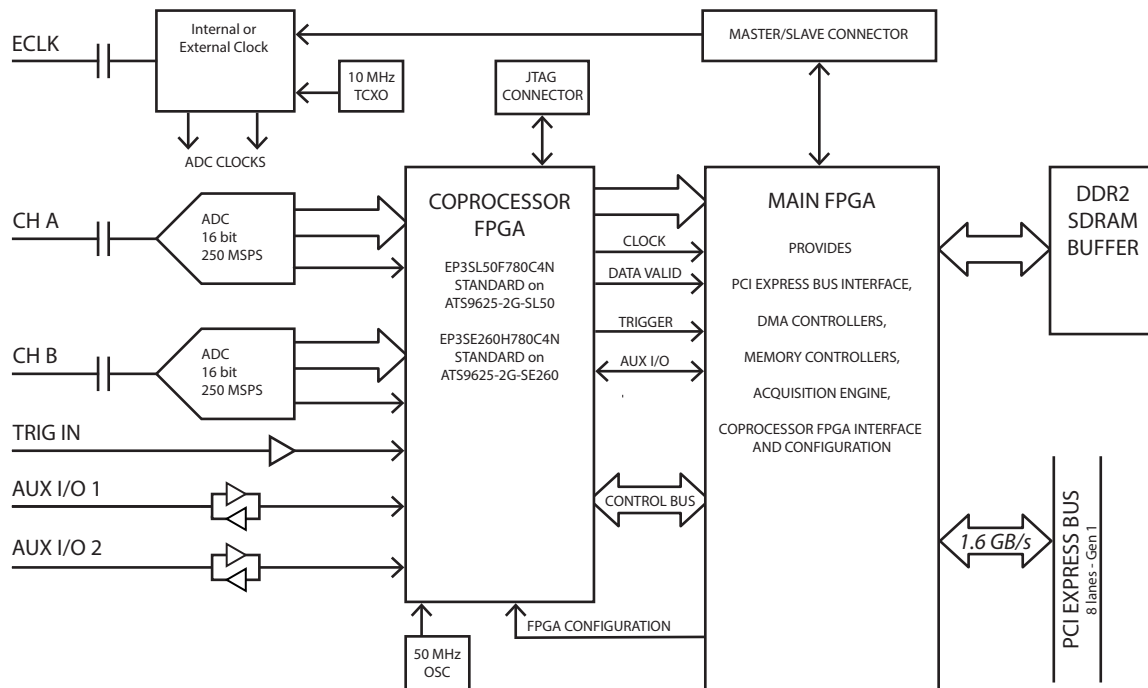 ECLK
Internal or
External Clock
MASTER/SLAVE CONNECTOR
10 MHz
TCXO
JTAG
CONNECTOR
ADC CLOCKS
CH A
ADC
16 bit
250 MSPS
COPROCESSOR
FPGA
EP3SL50F780C4N
STANDARD on
ATS9625-2G-SL50
EP3SE260H780C4N
STANDARD on
ATS9625-2G-SE260
CLOCK
DATA VALID
TRIGGER
AUX I/O
CONTROL BUS
MAIN FPGA
PROVIDES
PCI EXPRESS BUS INTERFACE,
DMA CONTROLLERS,
MEMORY CONTROLLERS,
ACQUISITION ENGINE,
COPROCESSOR FPGA INTERFACE
AND CONFIGURATION
DDR2
SDRAM
BUFFER
CH B
ADC
16 bit
250 MSPS
TRIG IN
AUX I/O 1
AUX I/O 2
1.6 GB/s
PCI EXPRESS BUS
8 lanes - Gen 1
FPGA CONFIGURATION
50 MHz
OSC